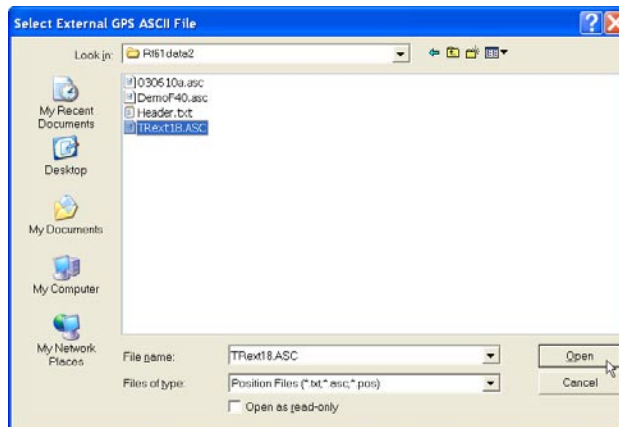 Select External GPS ASCII File
Look in: Rt61data2
030610a.asc
DemoF40.asc
Header.txt
TRext18.ASC
My Recent
Documents
Desktop
My Documents
My Computer
My Network
Places
File name: TRext18.ASC Open
Files of type: Position Files (*.txt,*.asc,*.pos) Cancel
Open as read-only